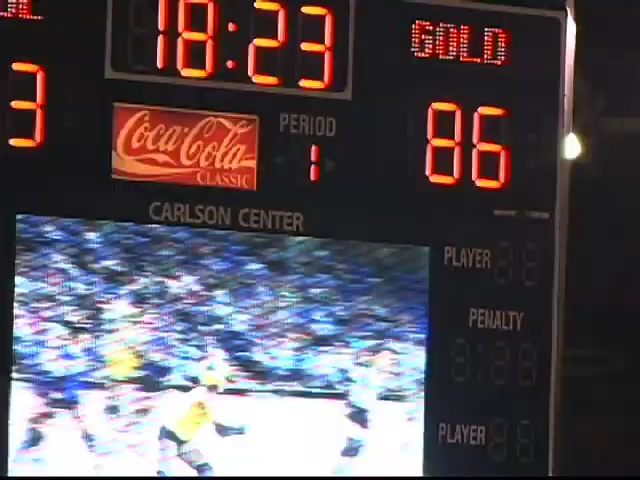 18:23
GOLD
3
Coca-Cola
CLASSIC
PERIOD
1
86
CARLSON CENTER
PLAYER
PENALTY
PLAYER